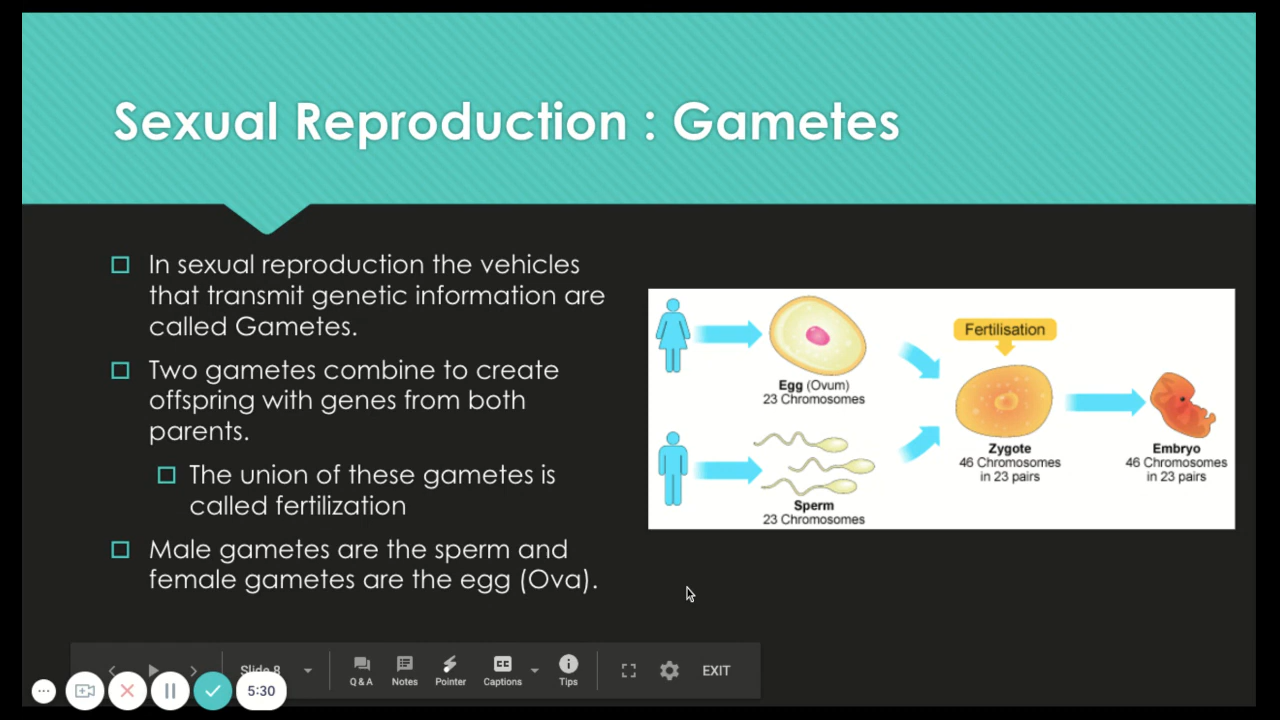 Sexual Reproduction : Gametes
In sexual reproduction the vehicles
that transmit genetic information are
called Gametes.
Two gametes combine to create
offspring with genes from both
parents.
The union of these gametes is
called fertilization
Male gametes are the sperm and
female gametes are the egg (Ova).
Fertilisation
Egg (Ovum)
23 Chromosomes
Zygote
46 Chromosomes
in 23 pairs
Embryo
46 Chromosomes
in 23 pairs
Sperm
23 Chromosomes
Slide 8
Q & A
Notes
Pointer
CC
Captions
Tips
EXIT
5:30